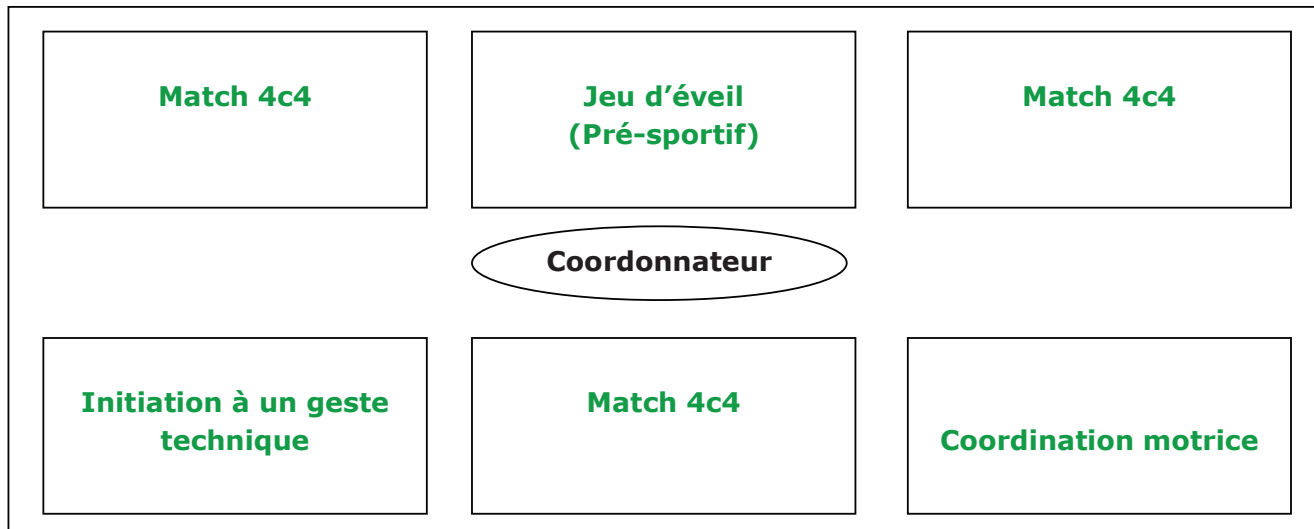 Match 4c4
Jeu d’éveil
(Pré-sportif)
Match 4c4
Coordonnateur
Initiation à un geste
technique
Match 4c4
Coordination motrice